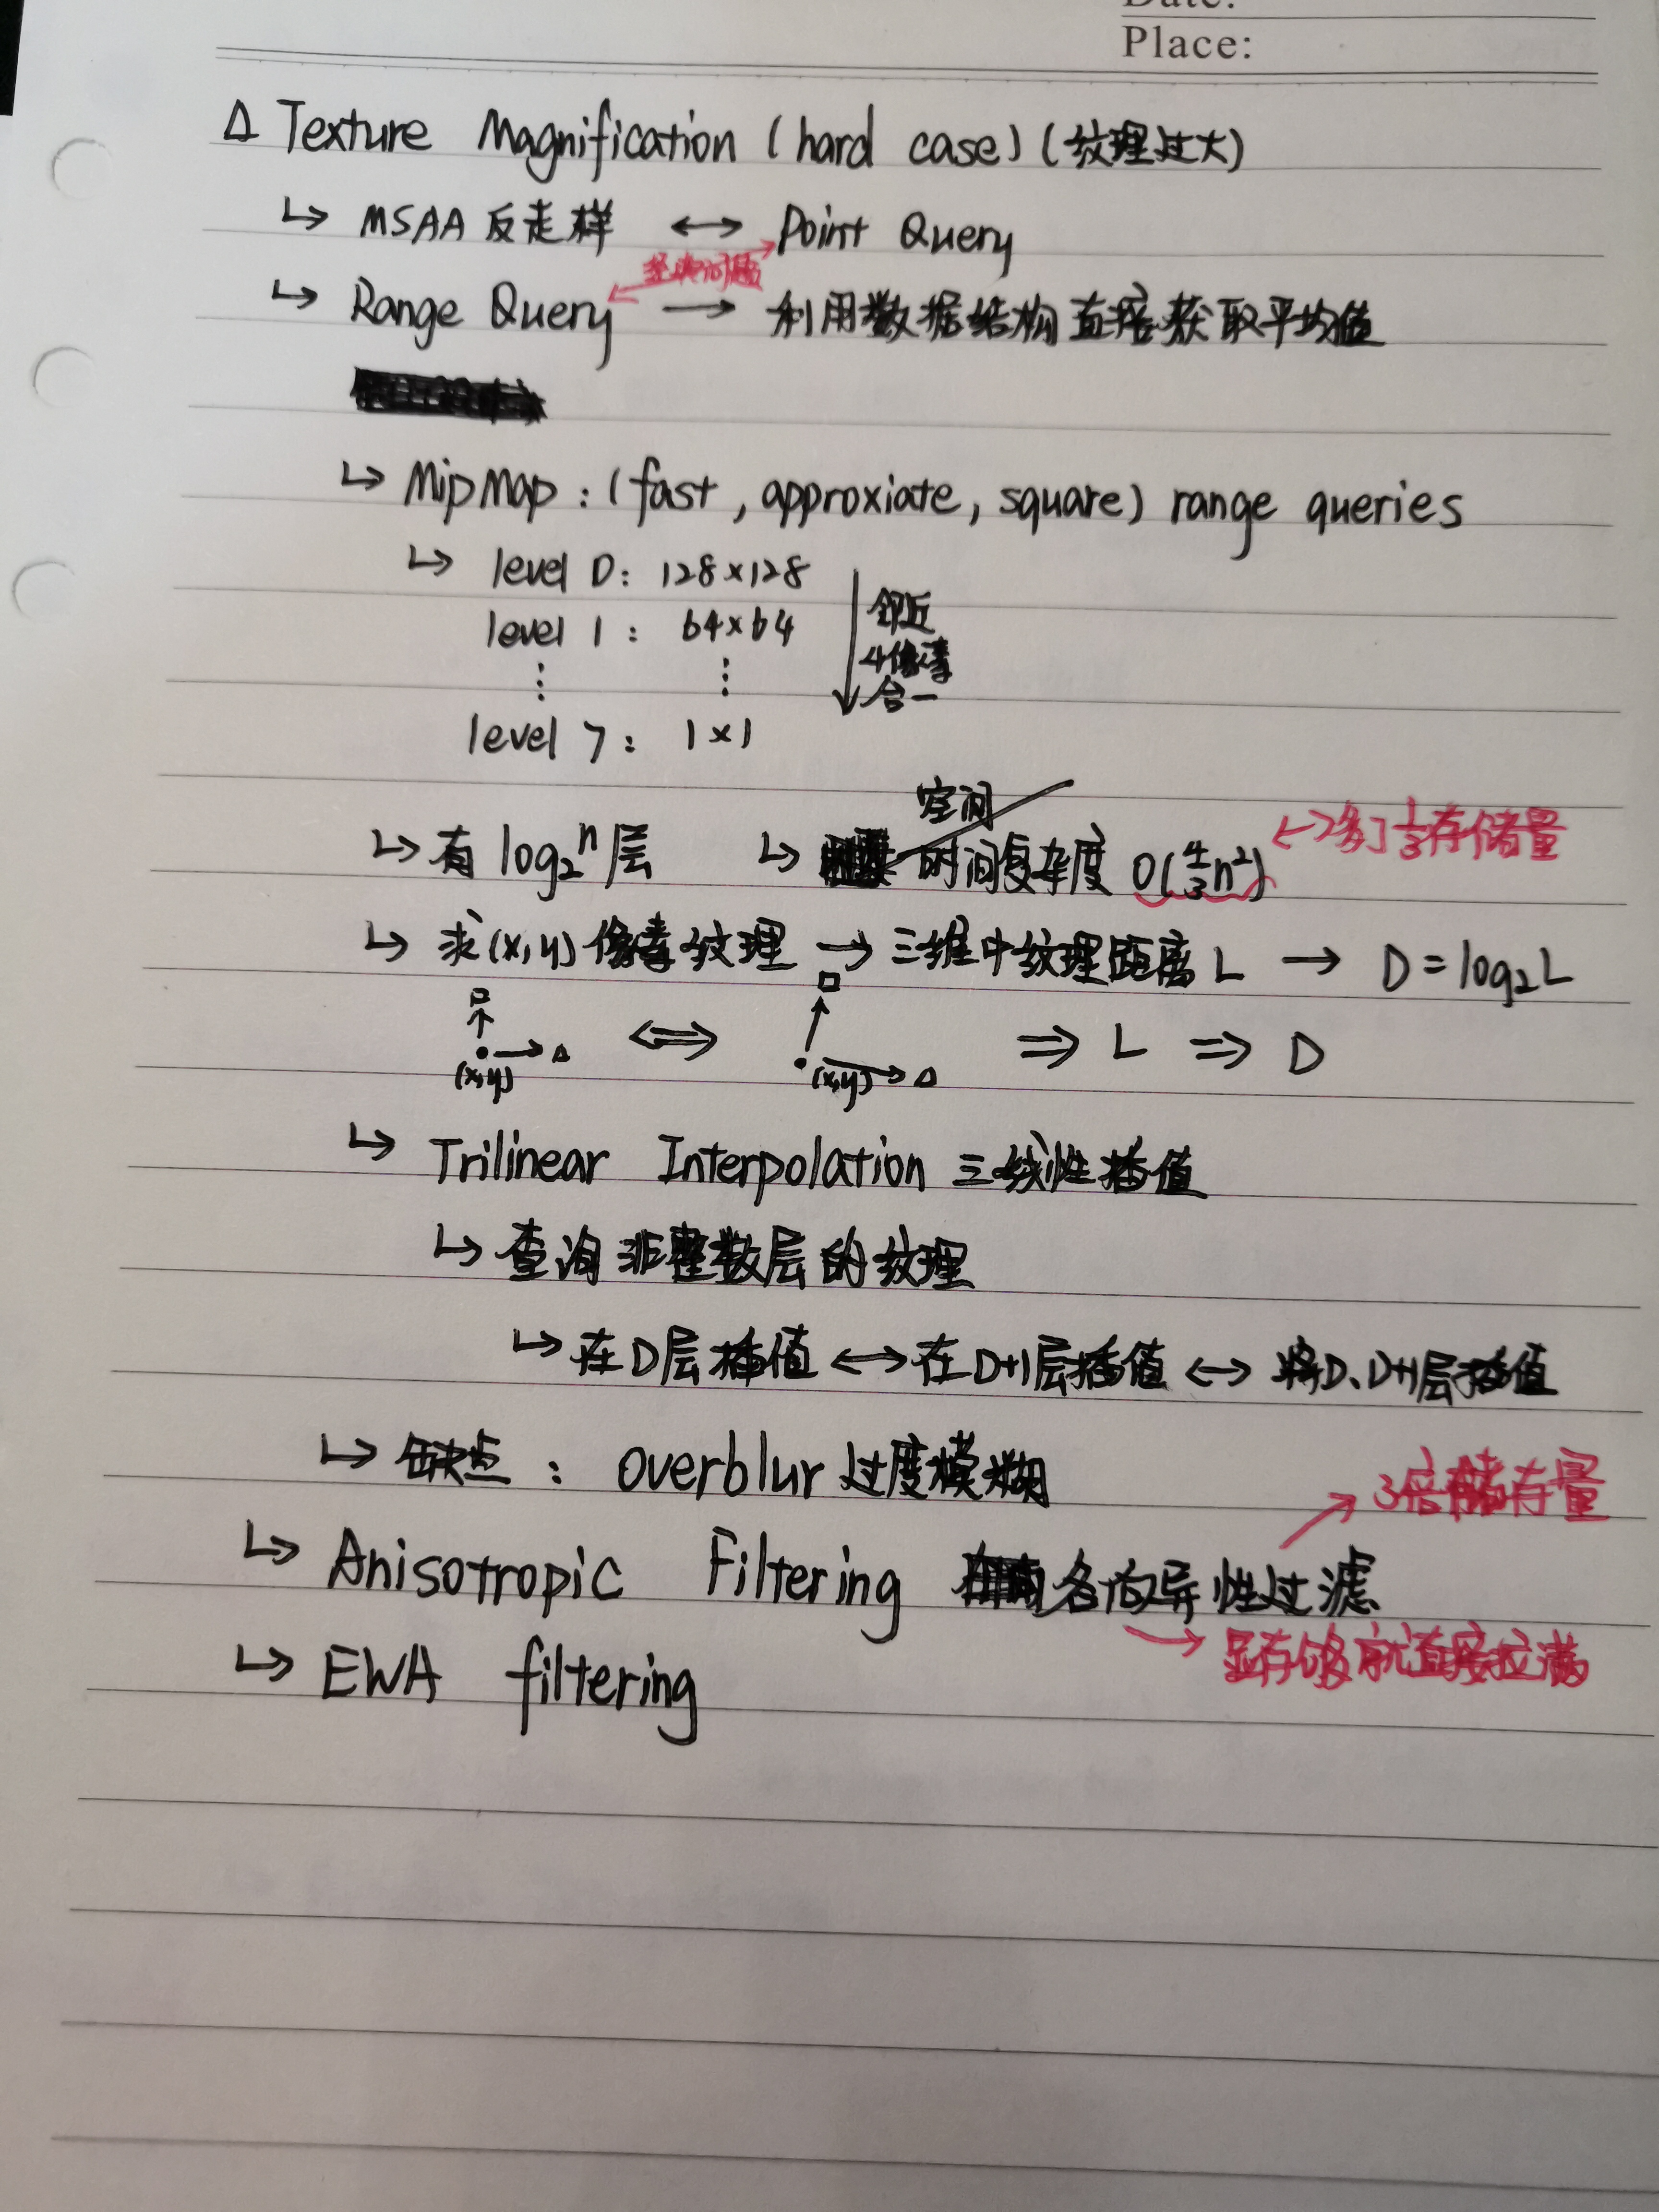 Place:
Δ Texture Magnification (hard case) (纹理过大)
↳ MSAA 反走样 ↔ Point Query
经典问题
↳ Range Query → 利用数据结构直接获取平均值
↳ MipMap : (fast, approxiate, square) range queries
↳ level 0: 128×128
level 1: 64×64
⋮ ⋮
level 7: 1×1
↓ 邻近
4像素
合一
空间
↳ 有 log₂ⁿ 层 ↳ 时间复杂度 O(4/3 n²) ↔ 多了1/3存储量
↳ 求(x,y)像素纹理 → 三维中纹理距离 L → D = log₂L
(x,y) → Δ ⇔ (x,y) → Δ ⇒ L ⇒ D
↳ Trilinear Interpolation 三线性插值
↳ 查询非整数层的纹理
↳ 在D层插值 ↔ 在D+1层插值 ↔ 将D、D+1层插值
↳ 缺点: overblur 过度模糊
→ 3倍储存量
↳ Anisotropic Filtering 各向异性过滤
→ 显存够就直接拉满
↳ EWA filtering